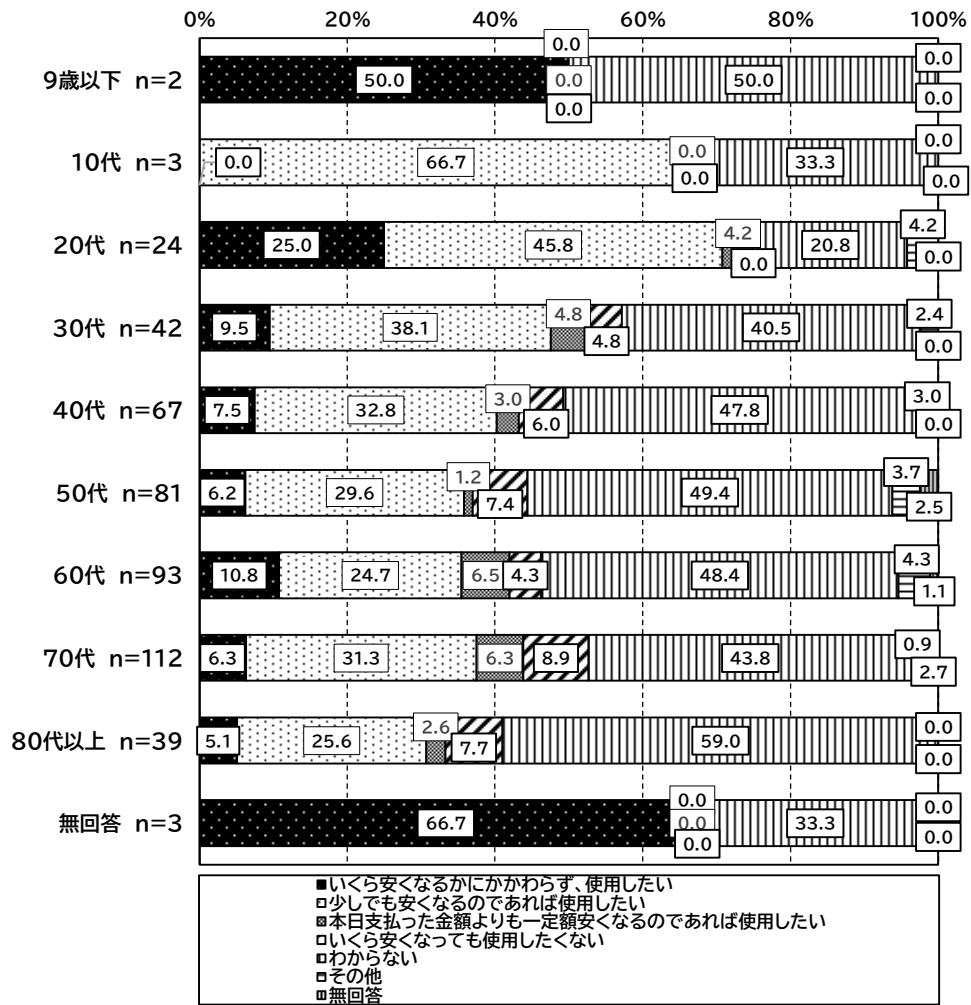 0% 20% 40% 60% 80% 100%
0.0 0.0
9歳以下 n=2 50.0 0.0 50.0
0.0 0.0
0.0 0.0
10代 n=3 0.0 66.7 33.3
0.0 0.0
4.2 4.2
20代 n=24 25.0 45.8 20.8
0.0 0.0
4.8 2.4
30代 n=42 9.5 38.1 40.5
4.8 0.0
3.0 3.0
40代 n=67 7.5 32.8 47.8
6.0 0.0
1.2 3.7
50代 n=81 6.2 29.6 49.4
7.4 2.5
4.3
60代 n=93 10.8 24.7 6.5 4.3 48.4
1.1
0.9
70代 n=112 6.3 31.3 6.3 8.9 43.8
2.7
2.6 0.0
80代以上 n=39 5.1 25.6 7.7 59.0
0.0
0.0 0.0
無回答 n=3 66.7 0.0 33.3
0.0 0.0
いくら安くなるかにかかわらず、使用したい
少しでも安くなるのであれば使用したい
本日支払った金額よりも一定額安くなるのであれば使用したい
いくら安くなっても使用したくない
わからない
その他
無回答